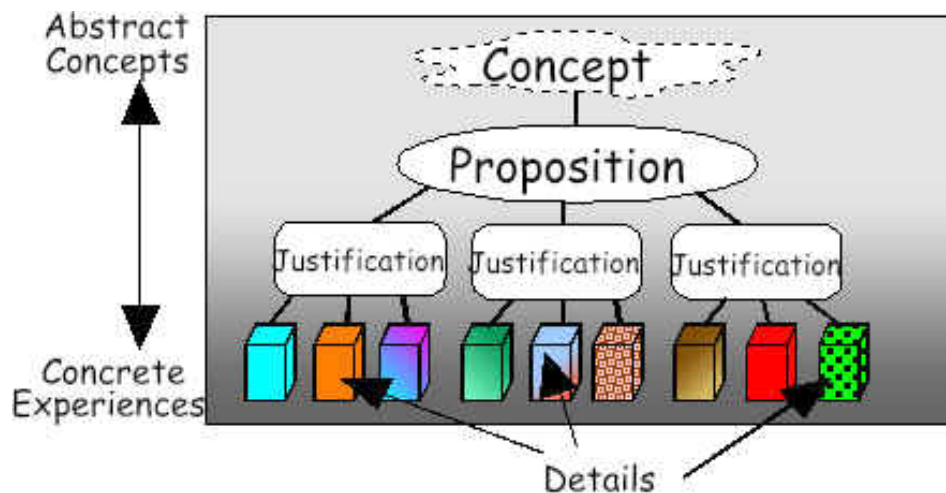 Abstract
Concepts
Concept
Proposition
Justification
Justification
Justification
Concrete
Experiences
Details